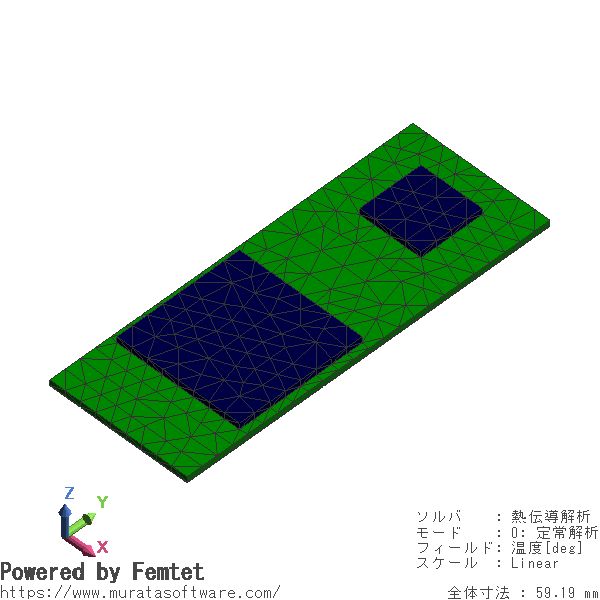 Z
Y
X
ソルバ : 熱伝導解析
モード : 0: 定常解析
フィールド: 温度[deg]
スケール : Linear
Powered by Femtet
https://www.muratasoftware.com/
全体寸法 : 59.19 mm